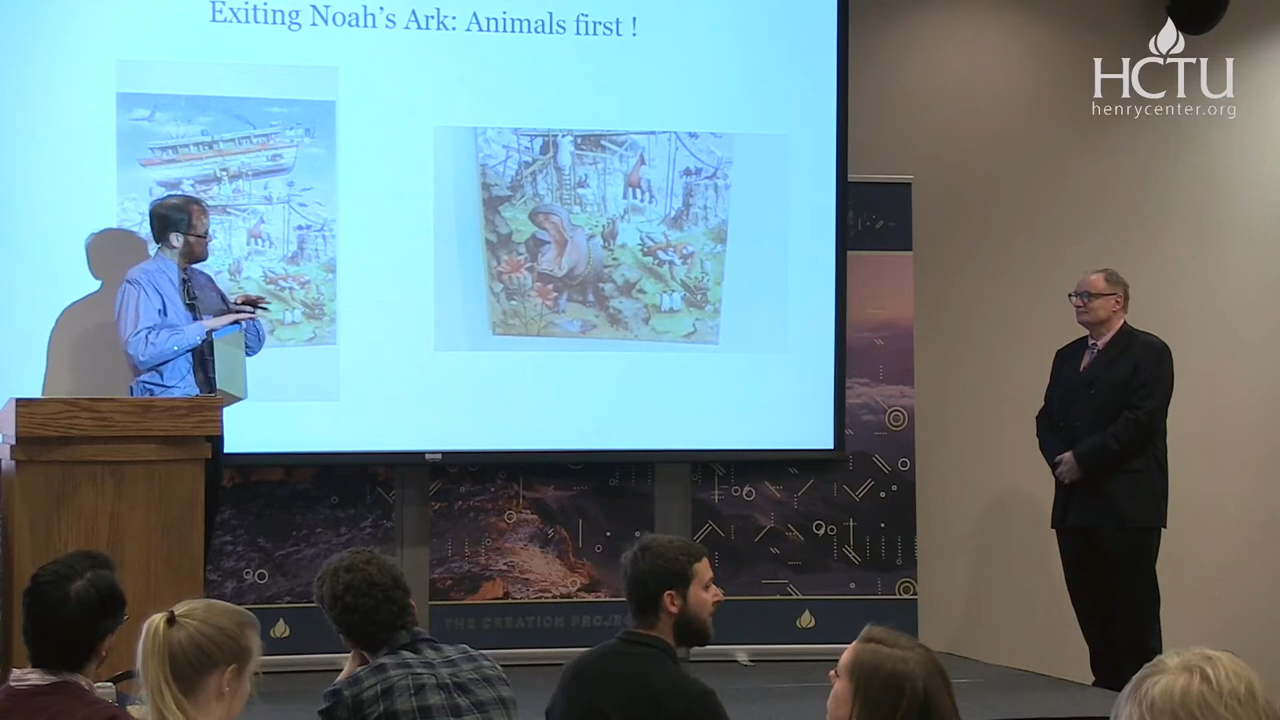 Exiting Noah's Ark: Animals first !
HCTU
henrycenter.org
THE CREATION PROJECT